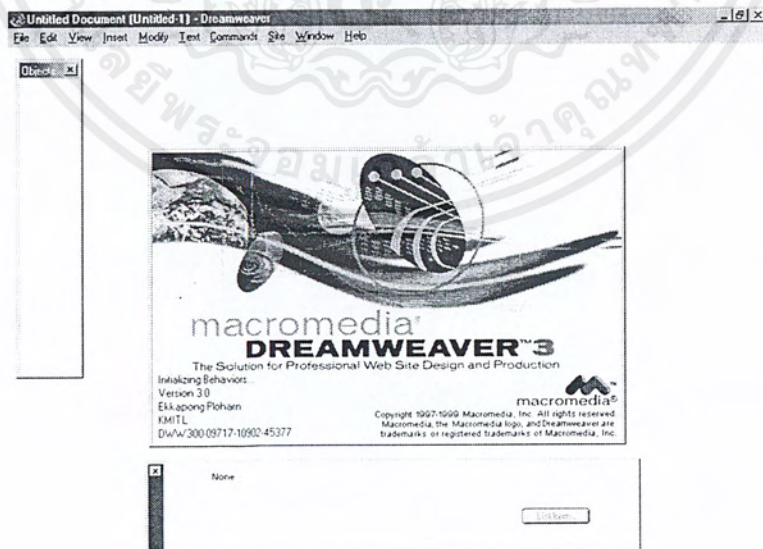 Untitled Document (Untitled-1) - Dreamweaver
File Edit View Insert Modify Text Commands Site Window Help
Objects
macromedia®
DREAMWEAVER™3
The Solution for Professional Web Site Design and Production
Initializing Behaviors...
Version 3.0
Ekkapong Ploharn
KMITL
DWW300-09717-10902-45377
macromedia®
Copyright 1997-1999 Macromedia, Inc. All rights reserved.
Macromedia, the Macromedia logo, and Dreamweaver are
trademarks or registered trademarks of Macromedia, Inc.
None